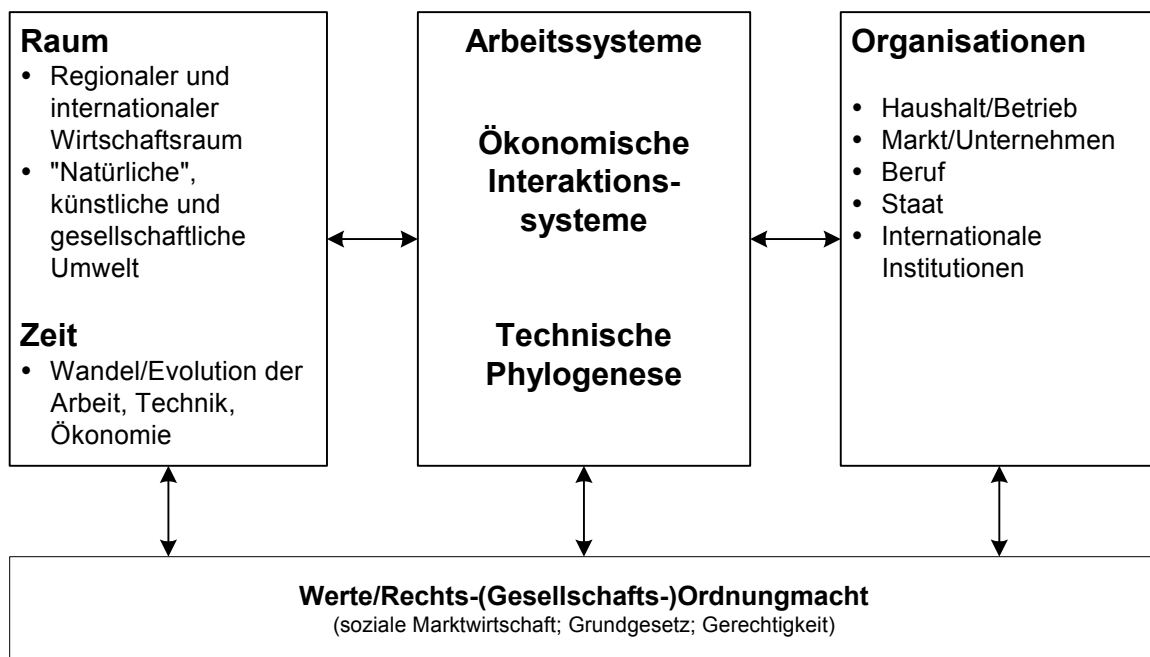 Raum
• Regionaler und
internationaler
Wirtschaftsraum
• "Natürliche",
künstliche und
gesellschaftliche
Umwelt
Zeit
• Wandel/Evolution der
Arbeit, Technik,
Ökonomie
Arbeitssysteme
Ökonomische
Interaktions-
systeme
Technische
Phylogenese
Organisationen
• Haushalt/Betrieb
• Markt/Unternehmen
• Beruf
• Staat
• Internationale
Institutionen
Werte/Rechts-(Gesellschafts-)Ordnungmacht
(soziale Marktwirtschaft; Grundgesetz; Gerechtigkeit)